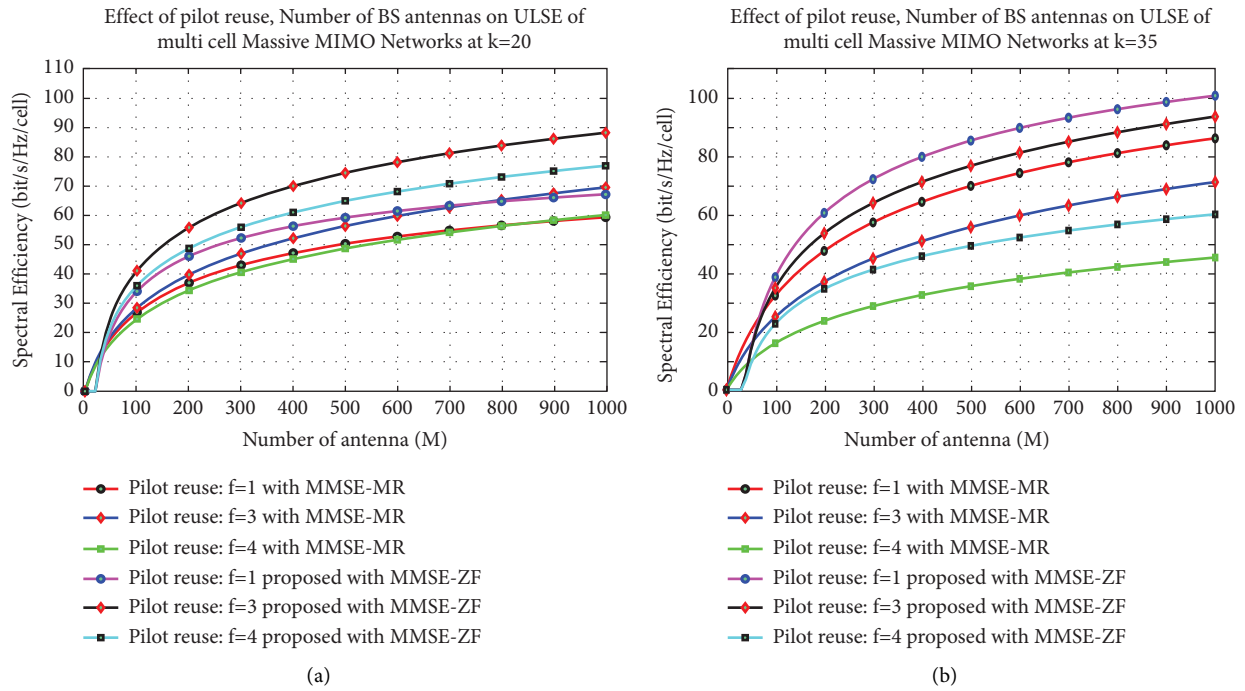 Effect of pilot reuse, Number of BS antennas on ULSE of
multi cell Massive MIMO Networks at k=20
110
100
90
80
70
60
50
40
30
20
10
0
Spectral Efficiency (bit/s/Hz/cell)
0 100 200 300 400 500 600 700 800 900 1000
Number of antenna (M)
Pilot reuse: f=1 with MMSE-MR
Pilot reuse: f=3 with MMSE-MR
Pilot reuse: f=4 with MMSE-MR
Pilot reuse: f=1 proposed with MMSE-ZF
Pilot reuse: f=3 proposed with MMSE-ZF
Pilot reuse: f=4 proposed with MMSE-ZF
(a)
Effect of pilot reuse, Number of BS antennas on ULSE of
multi cell Massive MIMO Networks at k=35
100
80
60
40
20
0
Spectral Efficiency (bit/s/Hz/cell)
0 100 200 300 400 500 600 700 800 900 1000
Number of antenna (M)
Pilot reuse: f=1 with MMSE-MR
Pilot reuse: f=3 with MMSE-MR
Pilot reuse: f=4 with MMSE-MR
Pilot reuse: f=1 proposed with MMSE-ZF
Pilot reuse: f=3 proposed with MMSE-ZF
Pilot reuse: f=4 proposed with MMSE-ZF
(b)